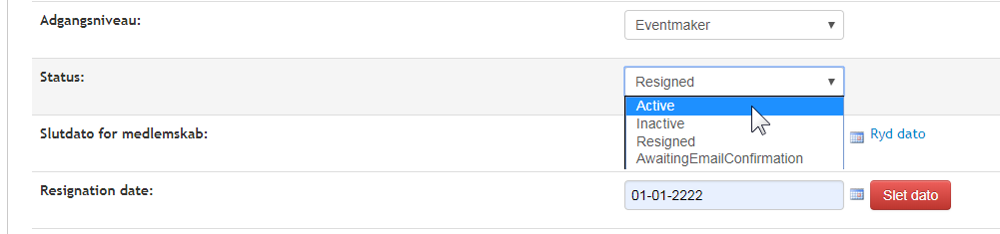 Adgangsniveau:
Eventmaker
Status:
Resigned
Active
Inactive
Resigned
AwaitingEmailConfirmation
Slutdato for medlemskab:
Ryd dato
Resignation date:
01-01-2222
Slet dato